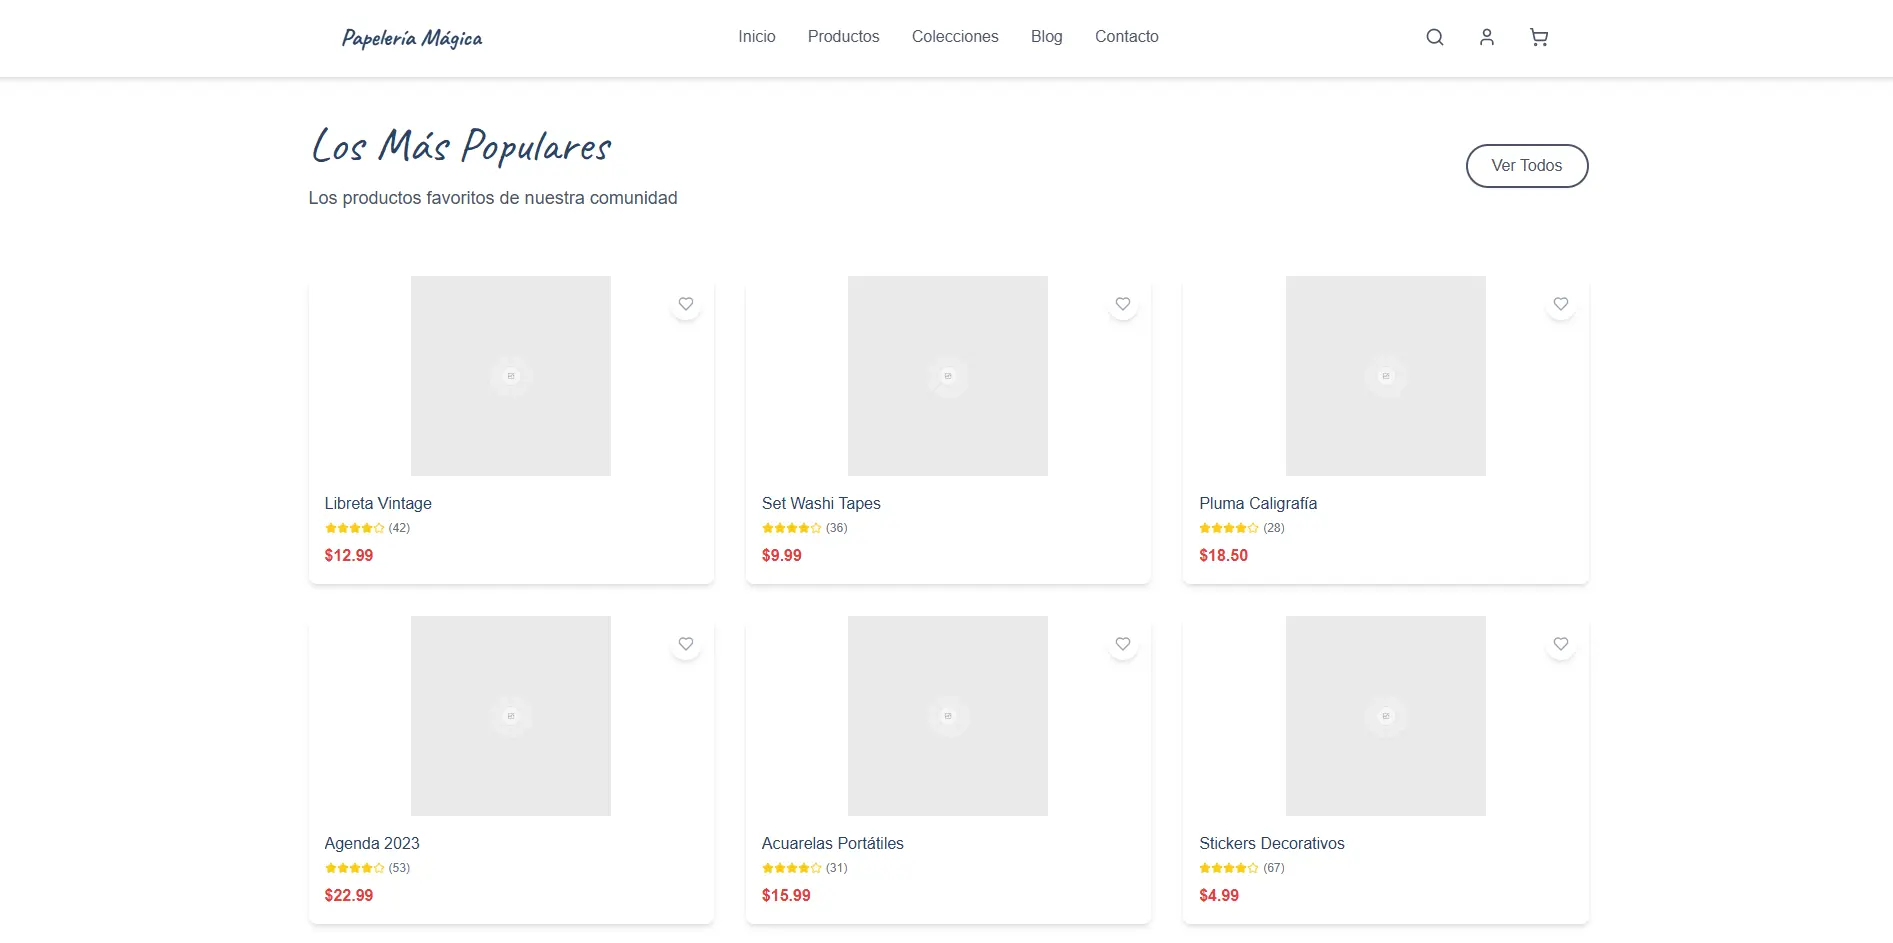 Papelería Mágica
Inicio Productos Colecciones Blog Contacto
Los Más Populares
Ver Todos
Los productos favoritos de nuestra comunidad
Libreta Vintage
(42)
$12.99
Set Washi Tapes
(36)
$9.99
Pluma Caligrafía
(28)
$18.50
Agenda 2023
(53)
$22.99
Acuarelas Portátiles
(31)
$15.99
Stickers Decorativos
(67)
$4.99